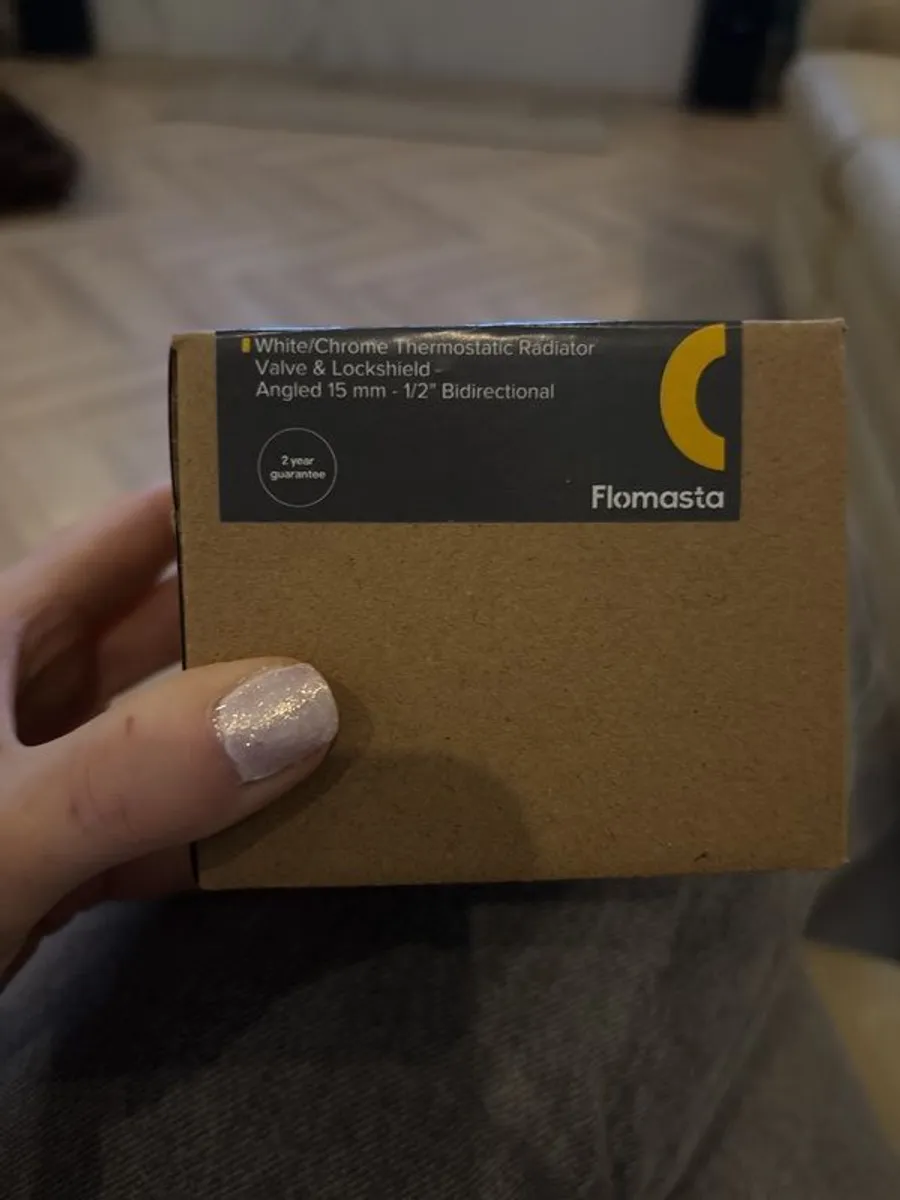 White/Chrome Thermostatic Radiator
Valve & Lockshield -
Angled 15 mm - 1/2" Bidirectional
2 year
guarantee
Flomasta